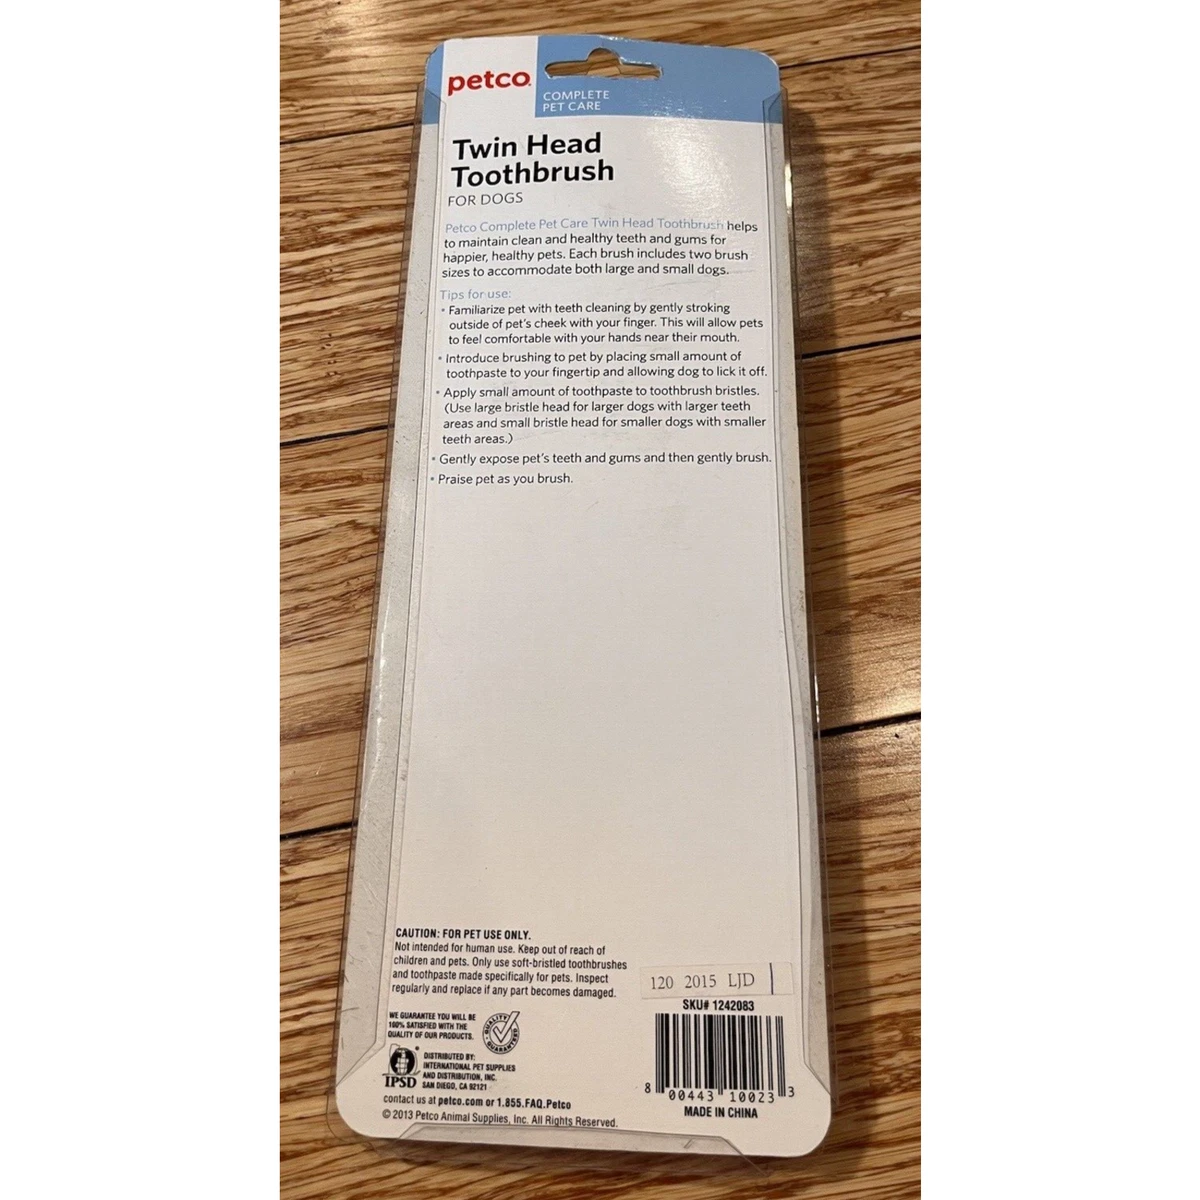 petco
COMPLETE
PET CARE
Twin Head
Toothbrush
FOR DOGS
Petco Complete Pet Care Twin Head Toothbrush helps
to maintain clean and healthy teeth and gums for
happier, healthy pets. Each brush includes two brush
sizes to accommodate both large and small dogs.
Tips for use:
• Familiarize pet with teeth cleaning by gently stroking
outside of pet's cheek with your finger. This will allow pets
to feel comfortable with your hands near their mouth.
• Introduce brushing to pet by placing small amount of
toothpaste to your fingertip and allowing dog to lick it off.
• Apply small amount of toothpaste to toothbrush bristles.
(Use large bristle head for larger dogs with larger teeth
areas and small bristle head for smaller dogs with smaller
teeth areas.)
• Gently expose pet's teeth and gums and then gently brush.
• Praise pet as you brush.
CAUTION: FOR PET USE ONLY.
Not intended for human use. Keep out of reach of
children and pets. Only use soft-bristled toothbrushes
and toothpaste made specifically for pets. Inspect
regularly and replace if any part becomes damaged.
WE GUARANTEE YOU WILL BE
100% SATISFIED WITH THE
QUALITY OF OUR PRODUCTS.
QUALITY
GUARANTEED
IPSD
DISTRIBUTED BY:
INTERNATIONAL PET SUPPLIES
AND DISTRIBUTION, INC.
SAN DIEGO, CA 92121
contact us at petco.com or 1.855.FAQ.Petco
© 2013 Petco Animal Supplies, Inc. All Rights Reserved.
120 2015 LJD
SKU# 1242083
8 00443 10023 3
MADE IN CHINA